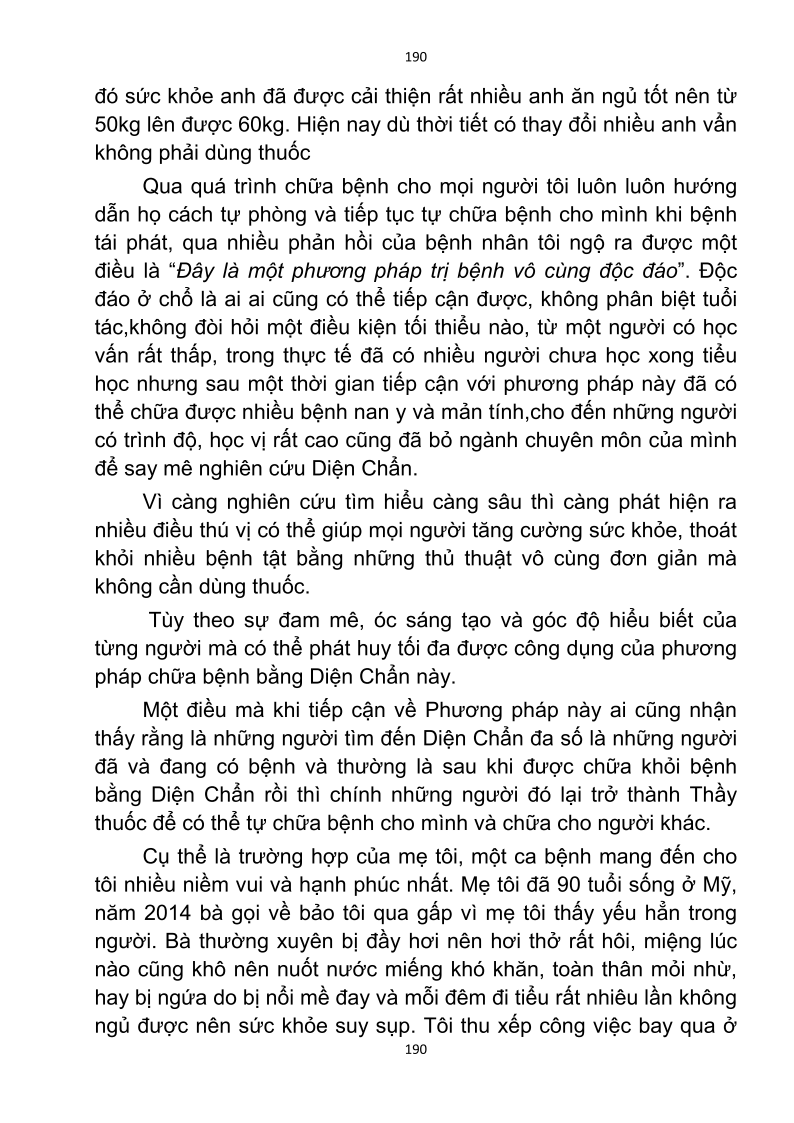 190
đó sức khỏe anh đã được cải thiện rất nhiều anh ăn ngủ tốt nên từ
50kg lên được 60kg. Hiện nay dù thời tiết có thay đổi nhiều anh vẩn
không phải dùng thuốc
Qua quá trình chữa bệnh cho mọi người tôi luôn luôn hướng
dẫn họ cách tự phòng và tiếp tục tự chữa bệnh cho mình khi bệnh
tái phát, qua nhiều phản hồi của bệnh nhân tôi ngộ ra được một
điều là “Đây là một phương pháp trị bệnh vô cùng độc đáo”. Độc
đáo ở chổ là ai ai cũng có thể tiếp cận được, không phân biệt tuổi
tác,không đòi hỏi một điều kiện tối thiểu nào, từ một người có học
vấn rất thấp, trong thực tế đã có nhiều người chưa học xong tiểu
học nhưng sau một thời gian tiếp cận với phương pháp này đã có
thể chữa được nhiều bệnh nan y và mản tính,cho đến những người
có trình độ, học vị rất cao cũng đã bỏ ngành chuyên môn của mình
để say mê nghiên cứu Diện Chẩn.
Vì càng nghiên cứu tìm hiểu càng sâu thì càng phát hiện ra
nhiều điều thú vị có thể giúp mọi người tăng cường sức khỏe, thoát
khỏi nhiều bệnh tật bằng những thủ thuật vô cùng đơn giản mà
không cần dùng thuốc.
Tùy theo sự đam mê, óc sáng tạo và góc độ hiểu biết của
từng người mà có thể phát huy tối đa được công dụng của phương
pháp chữa bệnh bằng Diện Chẩn này.
Một điều mà khi tiếp cận về Phương pháp này ai cũng nhận
thấy rằng là những người tìm đến Diện Chẩn đa số là những người
đã và đang có bệnh và thường là sau khi được chữa khỏi bệnh
bằng Diện Chẩn rồi thì chính những người đó lại trở thành Thầy
thuốc để có thể tự chữa bệnh cho mình và chữa cho người khác.
Cụ thể là trường hợp của mẹ tôi, một ca bệnh mang đến cho
tôi nhiều niềm vui và hạnh phúc nhất. Mẹ tôi đã 90 tuổi sống ở Mỹ,
năm 2014 bà gọi về bảo tôi qua gấp vì mẹ tôi thấy yếu hẳn trong
người. Bà thường xuyên bị đầy hơi nên hơi thở rất hôi, miệng lúc
nào cũng khô nên nuốt nước miếng khó khăn, toàn thân mỏi nhừ,
hay bị ngứa do bị nổi mề đay và mỗi đêm đi tiểu rất nhiêu lần không
ngủ được nên sức khỏe suy sụp. Tôi thu xếp công việc bay qua ở
190